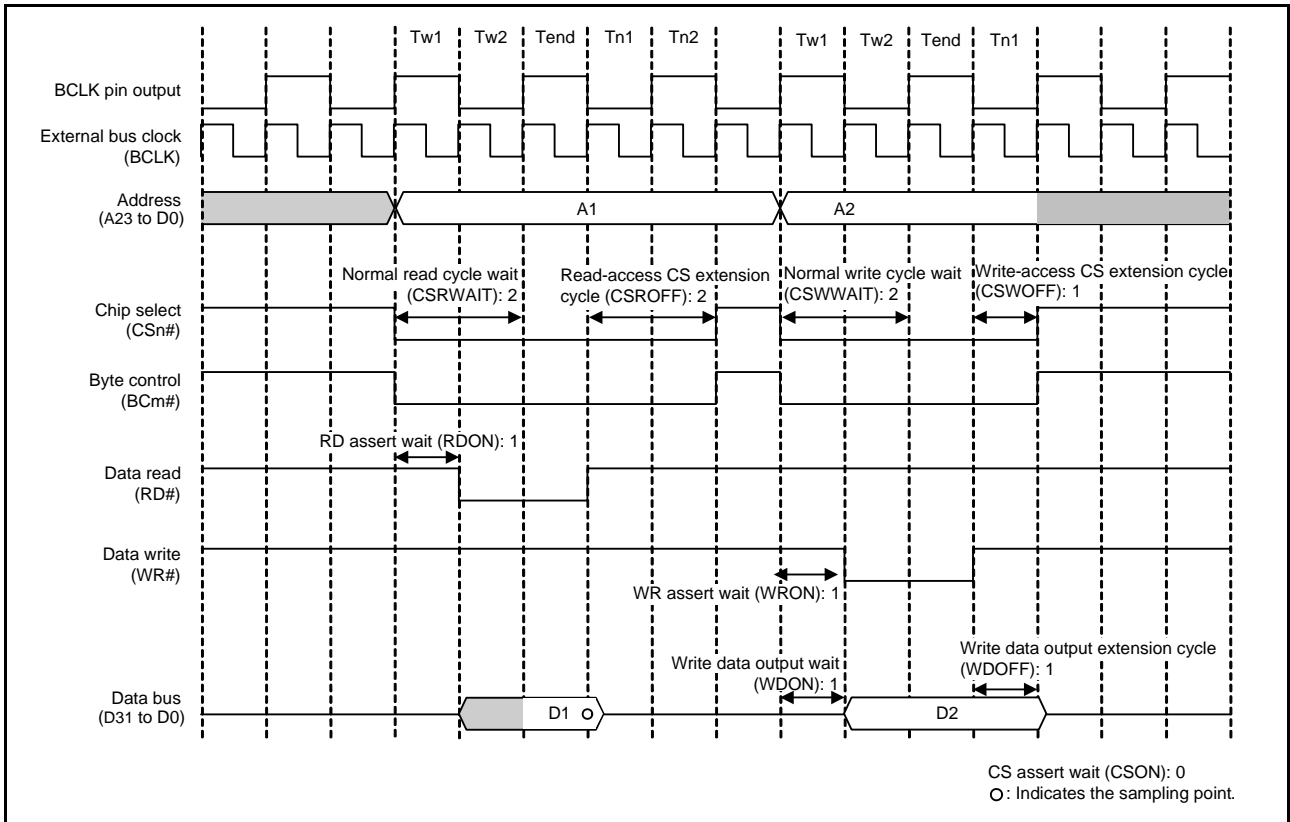 Tw1 Tw2 Tend Tn1 Tn2 Tw1 Tw2 Tend Tn1
BCLK pin output
External bus clock
(BCLK)
Address
(A23 to D0)
A1 A2
Normal read cycle wait
(CSRWAIT): 2
Read-access CS extension
cycle (CSROFF): 2
Normal write cycle wait
(CSWWAIT): 2
Write-access CS extension cycle
(CSWOFF): 1
Chip select
(CSn#)
Byte control
(BCm#)
RD assert wait (RDON): 1
Data read
(RD#)
Data write
(WR#)
WR assert wait (WRON): 1
Write data output wait
(WDON): 1
Write data output extension cycle
(WDOFF): 1
Data bus
(D31 to D0)
D1 D2
CS assert wait (CSON): 0
O : Indicates the sampling point.